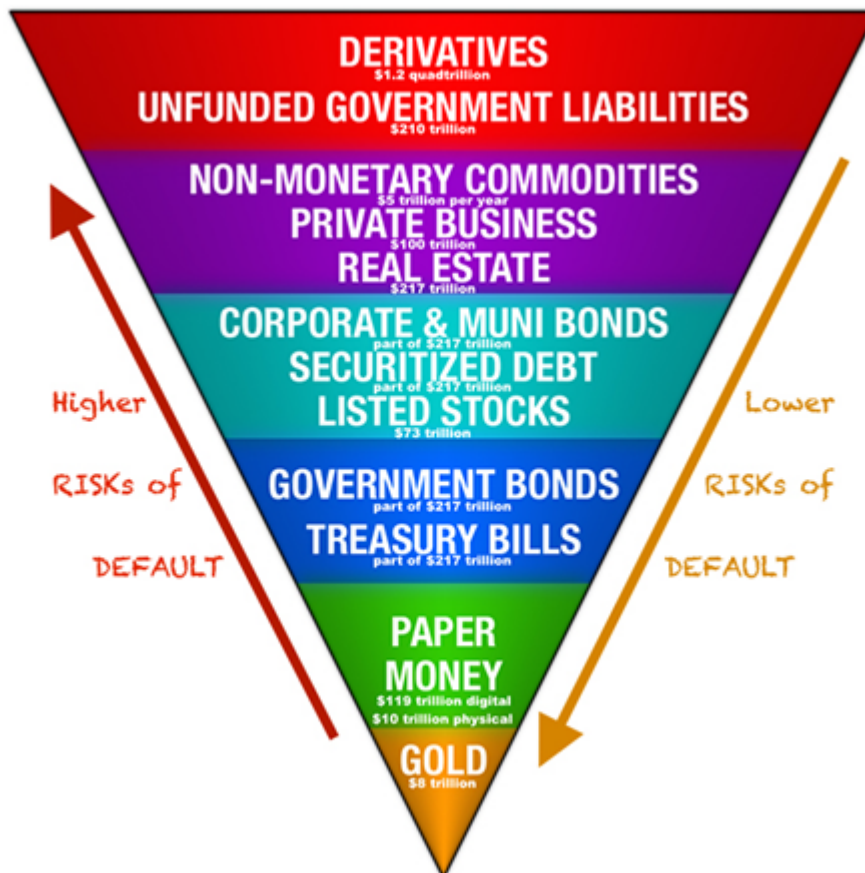 DERIVATIVES
$1.2 quadtrillion
UNFUNDED GOVERNMENT LIABILITIES
$210 trillion
NON-MONETARY COMMODITIES
$5 trillion per year
PRIVATE BUSINESS
$100 trillion
REAL ESTATE
$217 trillion
CORPORATE & MUNI BONDS
part of $217 trillion
SECURITIZED DEBT
part of $217 trillion
LISTED STOCKS
$73 trillion
GOVERNMENT BONDS
part of $217 trillion
TREASURY BILLS
part of $217 trillion
PAPER
MONEY
$119 trillion digital
$10 trillion physical
GOLD
$8 trillion
Higher
RISKs of
DEFAULT
Lower
RISKs of
DEFAULT